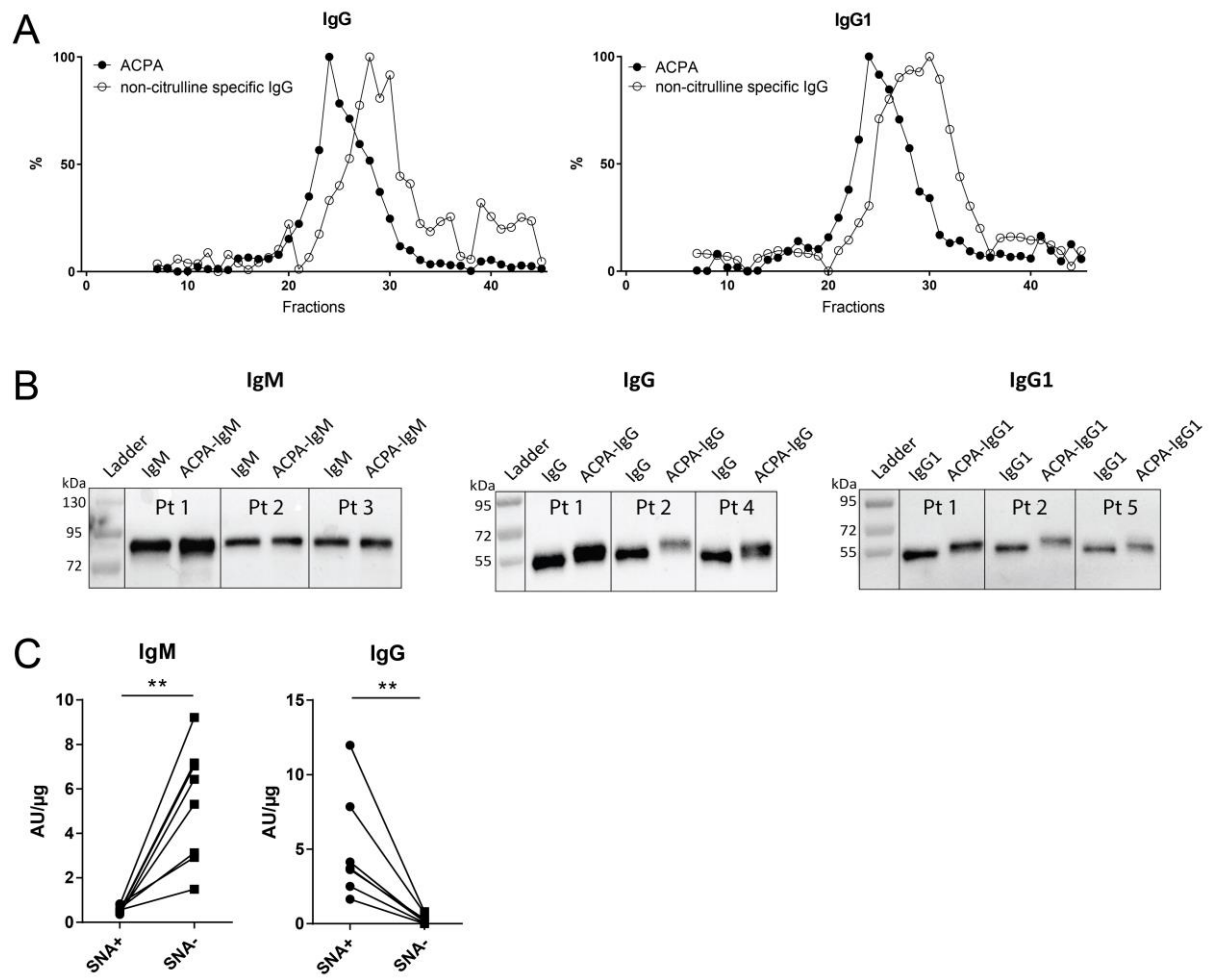 A
IgG
100
50
0
%
ACPA
non-citrulline specific IgG
0 10 20 30 40
Fractions
IgG1
100
50
0
%
ACPA
non-citrulline specific IgG
0 10 20 30 40
Fractions
B
IgM
Ladder IgM ACPA-IgM IgM ACPA-IgM IgM ACPA-IgM
kDa
130
95
72
Pt 1 Pt 2 Pt 3
IgG
Ladder IgG ACPA-IgG IgG ACPA-IgG IgG ACPA-IgG
kDa
95
72
55
Pt 1 Pt 2 Pt 4
IgG1
Ladder IgG1 ACPA-IgG1 IgG1 ACPA-IgG1 IgG1 ACPA-IgG1
kDa
95
72
55
Pt 1 Pt 2 Pt 5
C
IgM
**
10
8
6
4
2
0
AU/µg
SNA+ SNA-
IgG
**
15
10
5
0
AU/µg
SNA+ SNA-